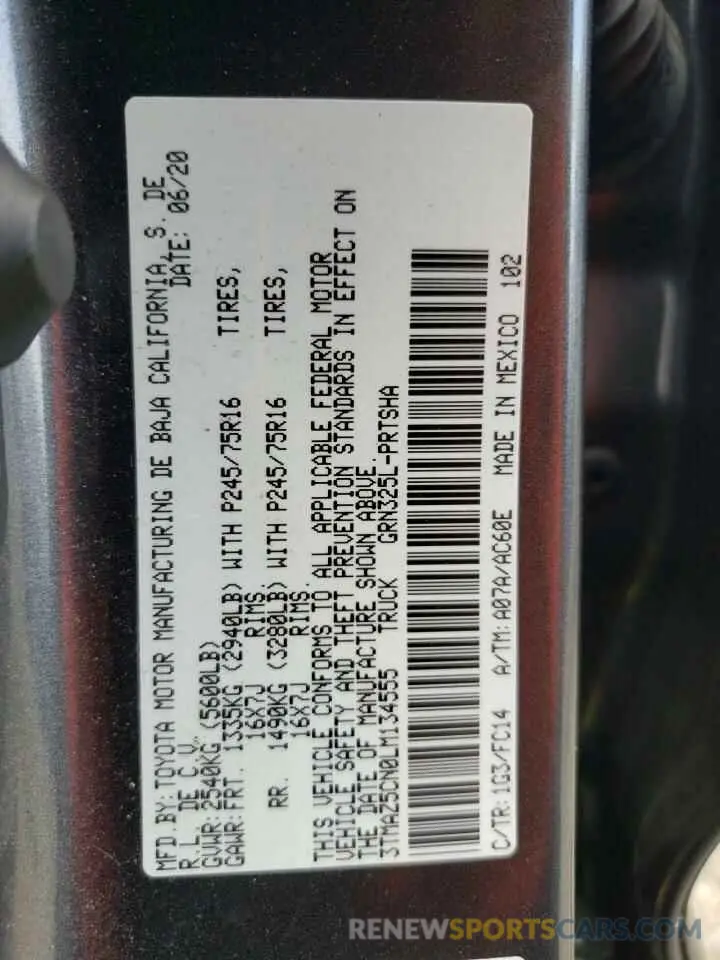 MFD.BY:TOYOTA MOTOR MANUFACTURING DE BAJA CALIFORNIA,S. DE
R.L. DE C.V. DATE: 06/20
GVWR:2540KG (5600LB)
GAWR:FRT. 1335KG (2940LB) WITH P245/75R16 TIRES,
16X7J RIMS.
RR. 1490KG (3280LB) WITH P245/75R16 TIRES,
16X7J RIMS.
THIS VEHICLE CONFORMS TO ALL APPLICABLE FEDERAL MOTOR
VEHICLE SAFETY AND THEFT PREVENTION STANDARDS IN EFFECT ON
THE DATE OF MANUFACTURE SHOWN ABOVE.
3TMAZ5CN0LM134555 TRUCK GRN325L-PRTSHA
C/TR:1G3/FC14 A/TM:A07A/AC60E MADE IN MEXICO 102
RENEWSPORTSCARS.COM